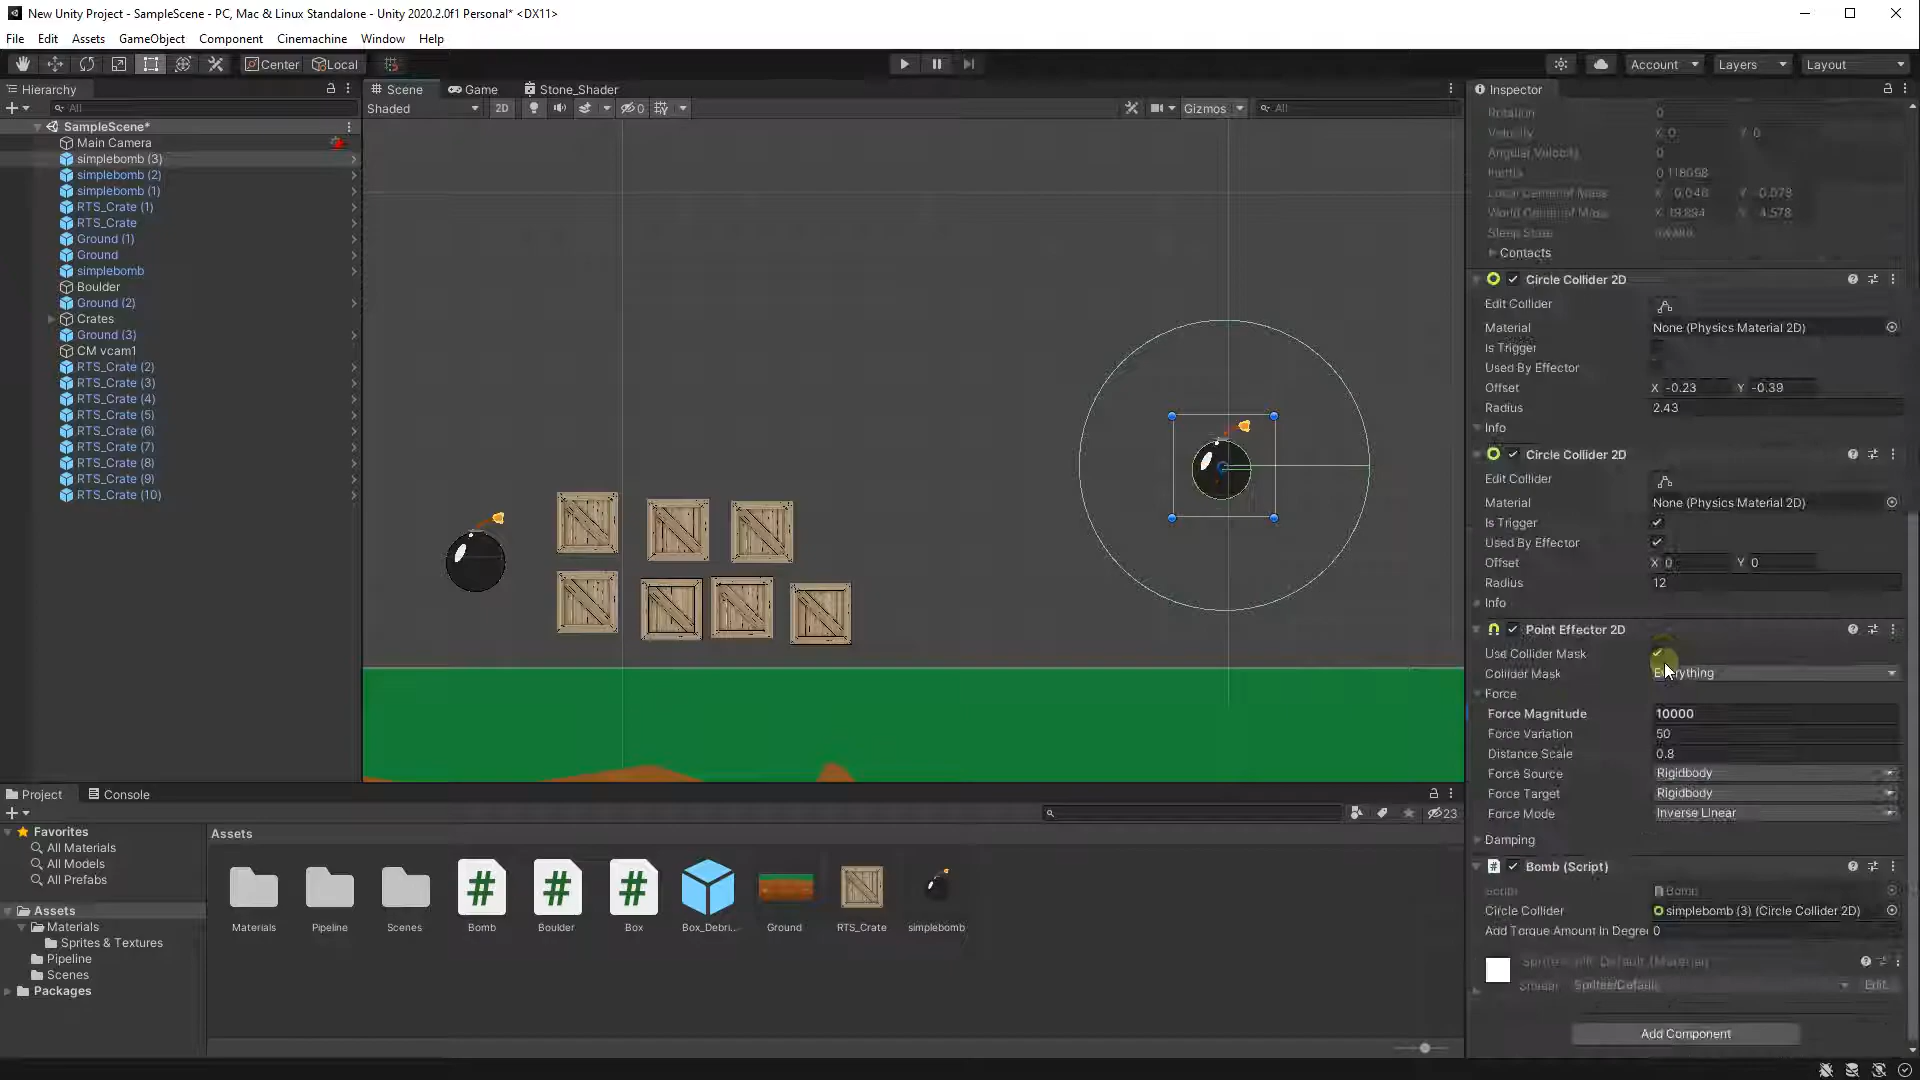 New Unity Project - SampleScene - PC, Mac & Linux Standalone - Unity 2020.2.0f1 Personal* <DX11>
File Edit Assets GameObject Component Cinemachine Window Help
Center Local Account Layers Layout
Hierarchy
All
SampleScene*
Main Camera
simplebomb (3)
simplebomb (2)
simplebomb (1)
RTS_Crate (1)
RTS_Crate
Ground (1)
Ground
simplebomb
Boulder
Ground (2)
Crates
Ground (3)
CM vcam1
RTS_Crate (2)
RTS_Crate (3)
RTS_Crate (4)
RTS_Crate (5)
RTS_Crate (6)
RTS_Crate (7)
RTS_Crate (8)
RTS_Crate (9)
RTS_Crate (10)
Scene Game Stone_Shader
Shaded 2D 0 Gizmos All
Inspector
Rotation 0
Velocity X 0 Y 0
Angular Velocity 0
Inertia 0.118098
Local Center of Mass X -0.046 Y -0.078
World Center of Mass X 19.894 Y 4.578
Sleep State
Contacts
Circle Collider 2D
Edit Collider
Material None (Physics Material 2D)
Is Trigger
Used By Effector
Offset X -0.23 Y -0.39
Radius 2.43
Info
Circle Collider 2D
Edit Collider
Material None (Physics Material 2D)
Is Trigger
Used By Effector
Offset X 0 Y 0
Radius 12
Info
Point Effector 2D
Use Collider Mask
Collider Mask Everything
Force
Force Magnitude 10000
Force Variation 50
Distance Scale 0.8
Force Source Rigidbody
Force Target Rigidbody
Force Mode Inverse Linear
Damping
Bomb (Script)
Script Bomb
Circle Collider simplebomb (3) (Circle Collider 2D)
Add Torque Amount In Degree 0
Sprites-Default (Material)
Shader Sprites/Default Edit...
Add Component
Project Console
23
Favorites
All Materials
All Models
All Prefabs
Assets
Materials
Sprites & Textures
Pipeline
Scenes
Packages
Assets
Materials Pipeline Scenes Bomb Boulder Box Box_Debri... Ground RTS_Crate simplebomb